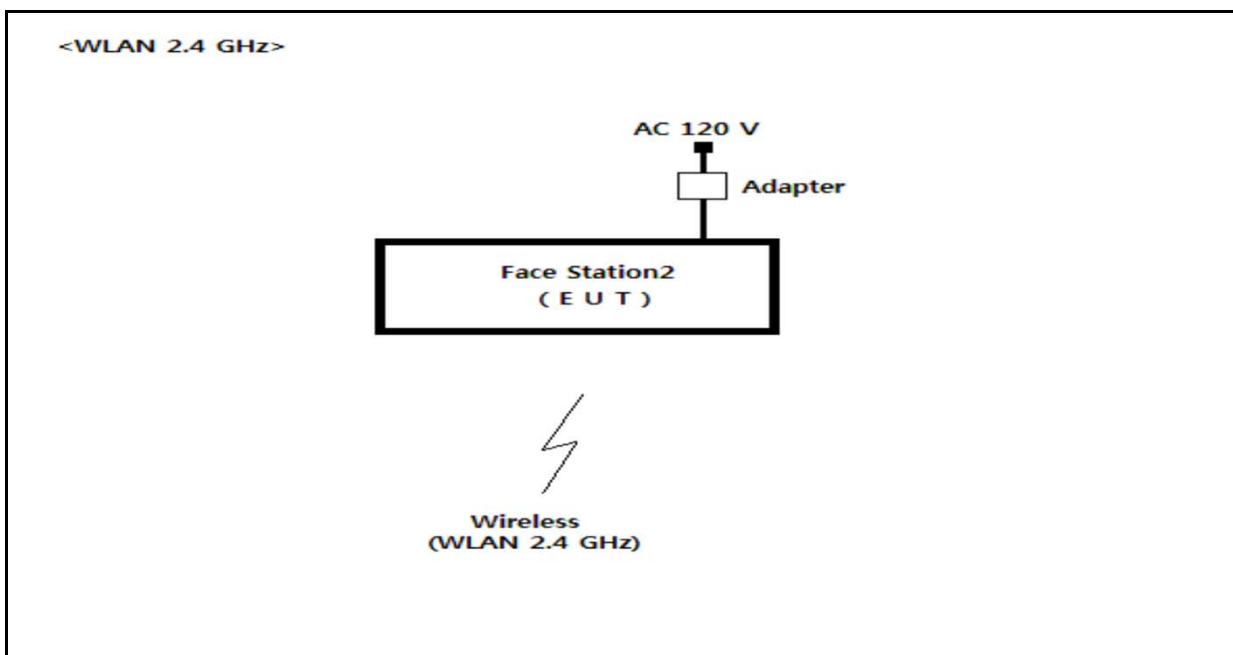 <WLAN 2.4 GHz>
AC 120 V
Adapter
Face Station2
( E U T )
Wireless
(WLAN 2.4 GHz)